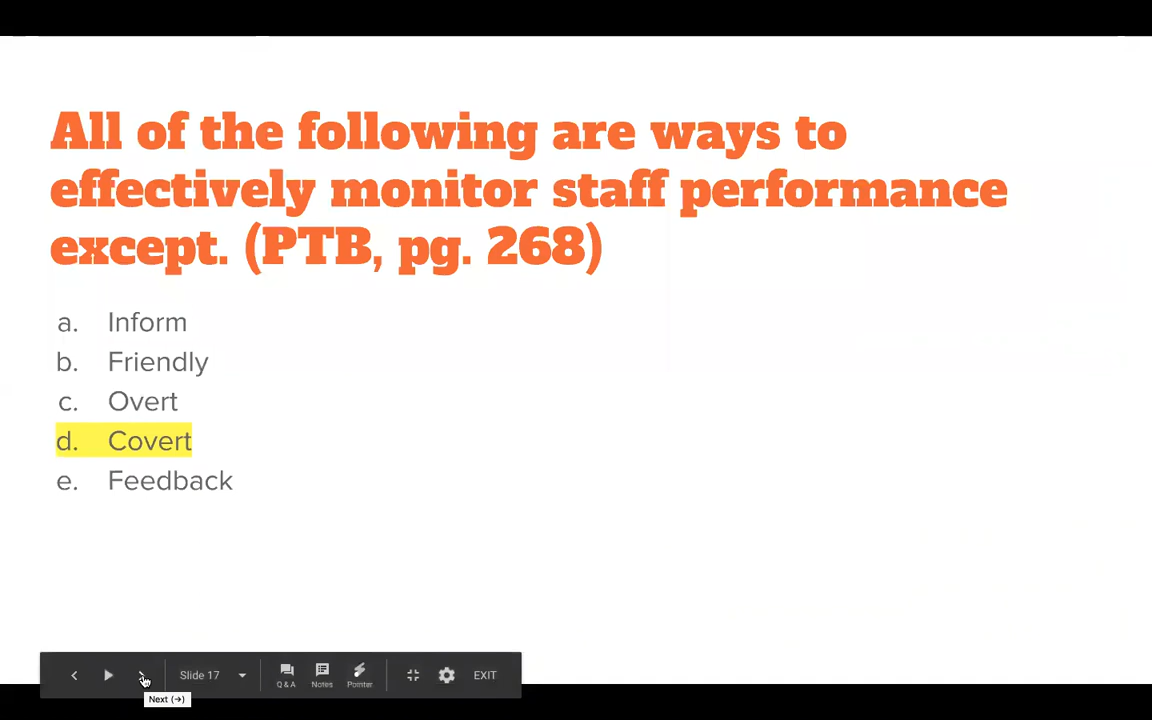 All of the following are ways to
effectively monitor staff performance
except. (PTB, pg. 268)
a. Inform
b. Friendly
c. Overt
d. Covert
e. Feedback
Slide 17
Q & A
Notes
Pointer
EXIT
Next (→)